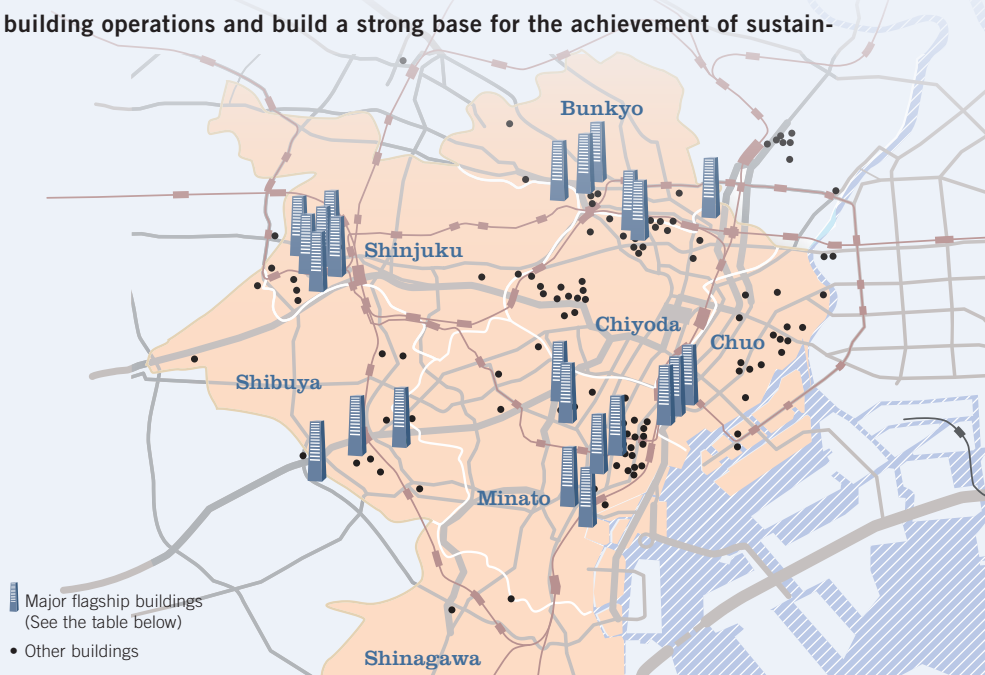 building operations and build a strong base for the achievement of sustain-
Bunkyo
Shinjuku
Chiyoda
Chuo
Shibuya
Minato
Major flagship buildings
(See the table below)
Other buildings
Shinagawa